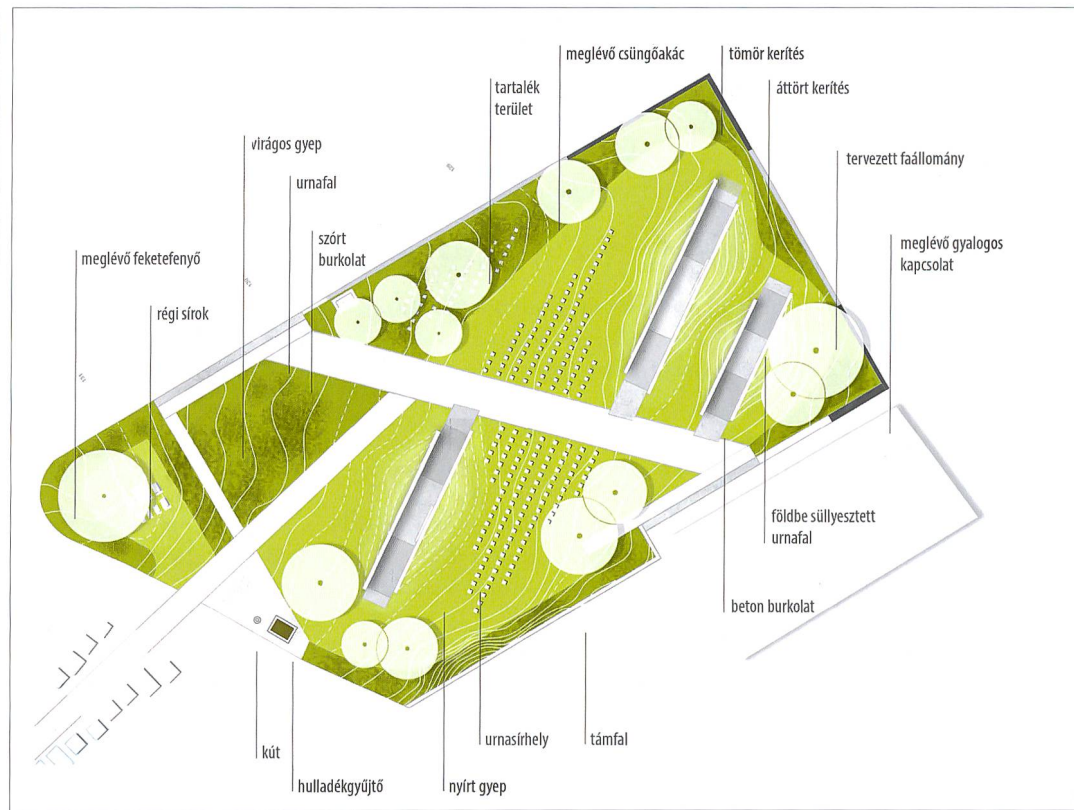 meglévő csüngőakác
tömör kerítés
tartalék
terület
áttört kerítés
virágos gyep
tervezett faállomány
urnafal
szórt
burkolat
meglévő gyalogos
kapcsolat
meglévő feketefenyő
régi sírok
földbe süllyesztett
urnafal
beton burkolat
urnasírhely
támfal
kút
hulladékgyűjtő
nyírt gyep